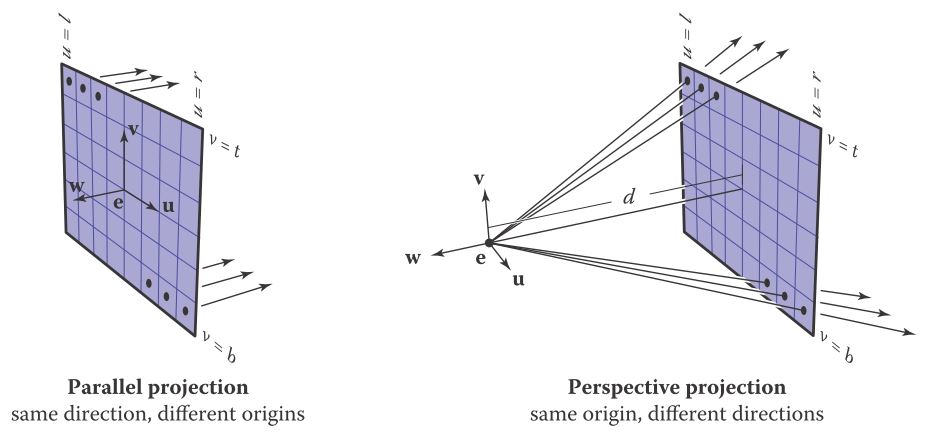 u = l
u = r
v = t
v
w
e
u
v = b
Parallel projection
same direction, different origins
u = l
u = r
v = t
v
d
w
e
u
v = b
Perspective projection
same origin, different directions